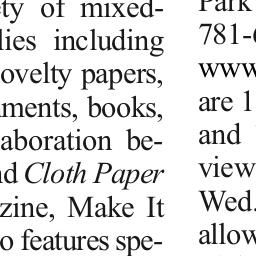 ety of mixed-
lies including
ovelty papers,
ments, books,
aboration be-
nd Cloth Paper
zine, Make It
o features spe-
Park
781-
www
are 1
and
view
Wed.
allow